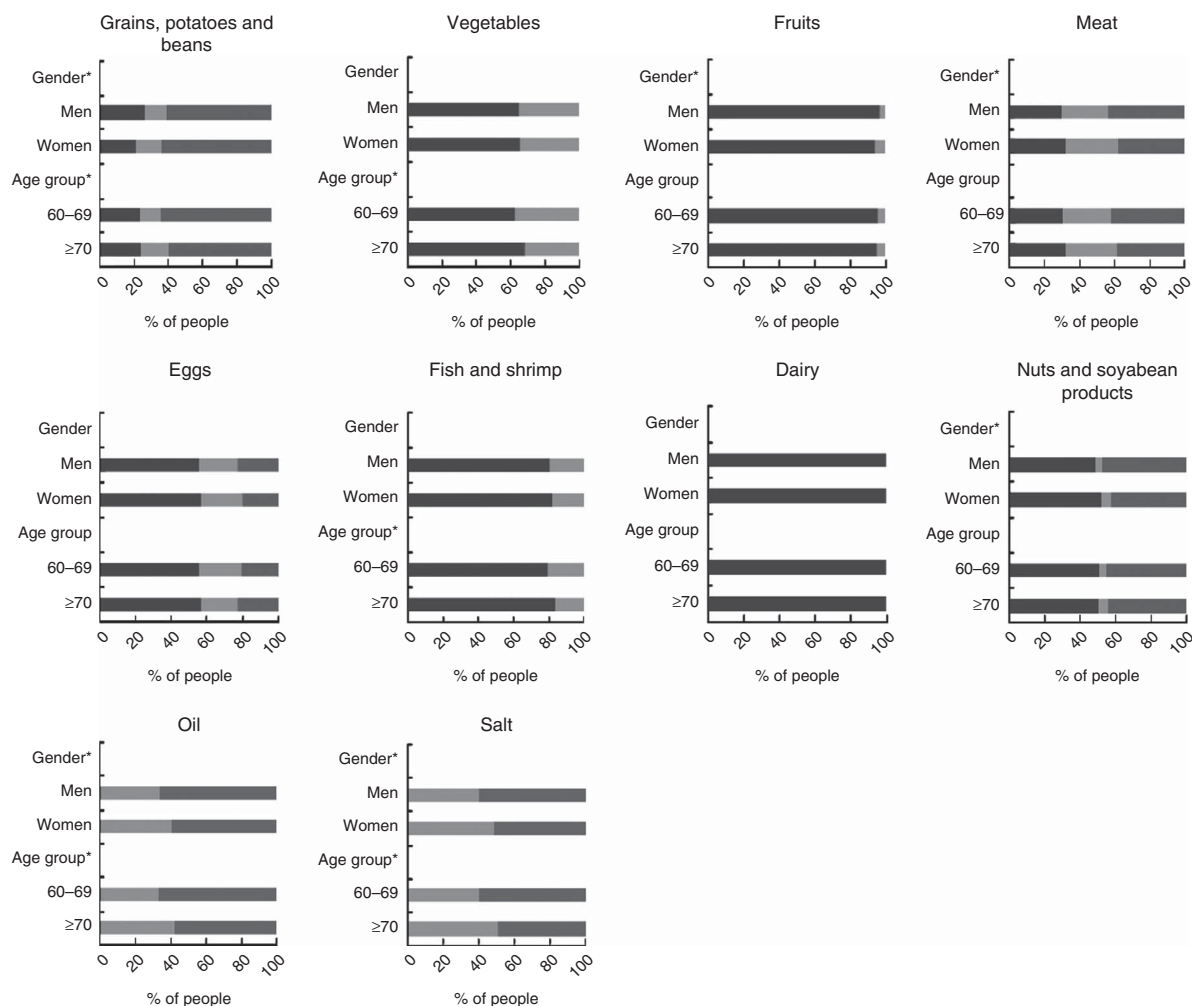 Grains, potatoes and
beans
Gender*
Men
Women
Age group*
60–69
≥70
0 20 40 60 80 100
% of people
Vegetables
Gender
Men
Women
Age group*
60–69
≥70
0 20 40 60 80 100
% of people
Fruits
Gender*
Men
Women
Age group
60–69
≥70
0 20 40 60 80 100
% of people
Meat
Gender*
Men
Women
Age group
60–69
≥70
0 20 40 60 80 100
% of people
Eggs
Gender
Men
Women
Age group
60–69
≥70
0 20 40 60 80 100
% of people
Fish and shrimp
Gender
Men
Women
Age group*
60–69
≥70
0 20 40 60 80 100
% of people
Dairy
Gender
Men
Women
Age group
60–69
≥70
0 20 40 60 80 100
% of people
Nuts and soyabean
products
Gender*
Men
Women
Age group
60–69
≥70
0 20 40 60 80 100
% of people
Oil
Gender*
Men
Women
Age group*
60–69
≥70
0 20 40 60 80 100
% of people
Salt
Gender*
Men
Women
Age group*
60–69
≥70
0 20 40 60 80 100
% of people